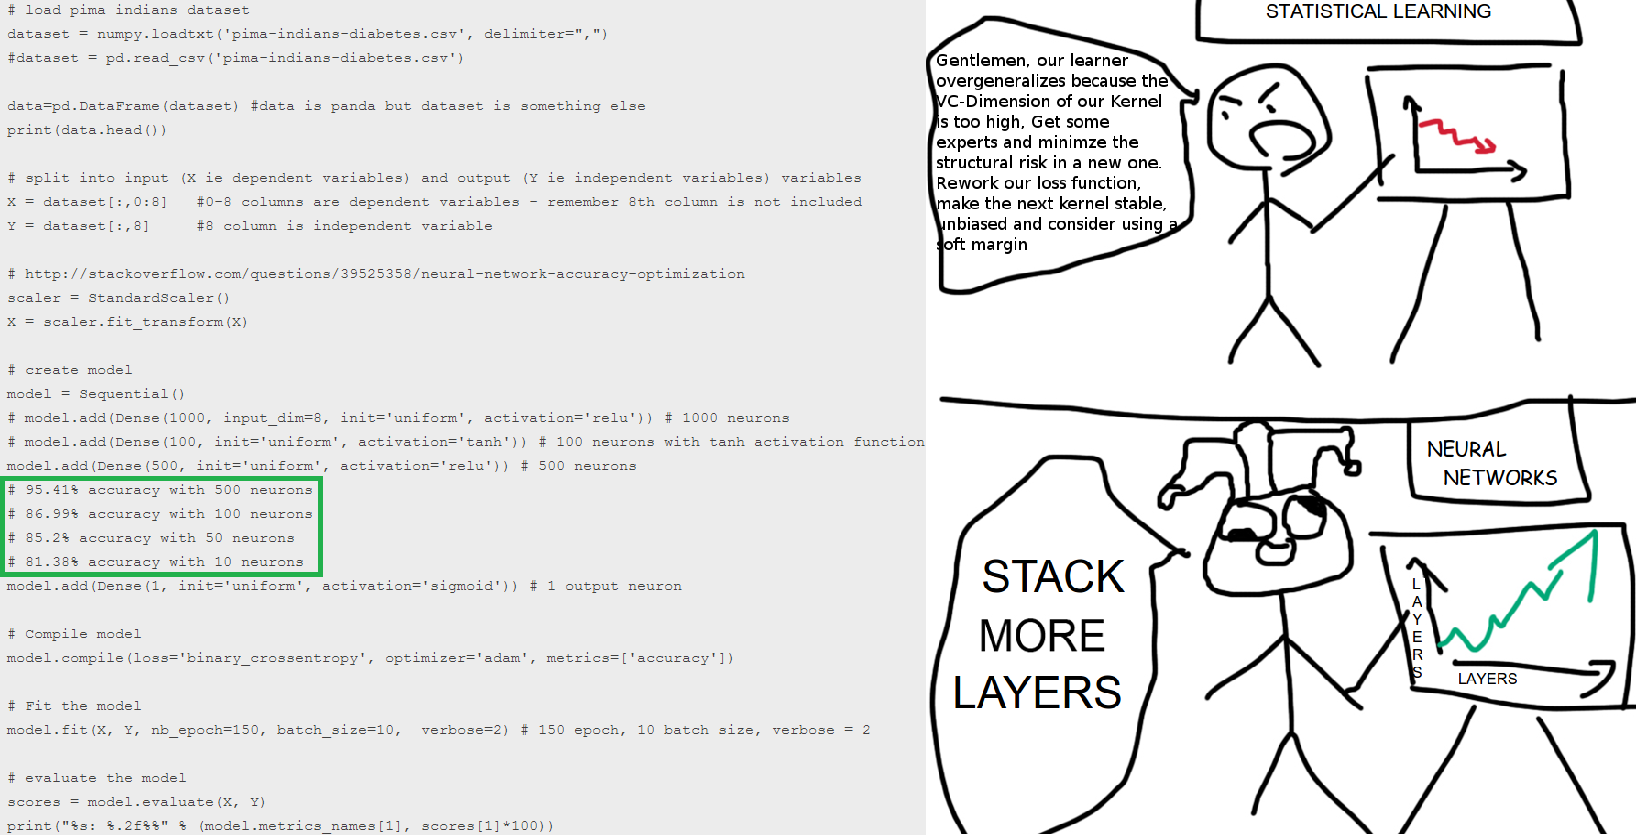 # load pima indians dataset
dataset = numpy.loadtxt('pima-indians-diabetes.csv', delimiter=",")
#dataset = pd.read_csv('pima-indians-diabetes.csv')
data=pd.DataFrame(dataset) #data is panda but dataset is something else
print(data.head())
# split into input (X ie dependent variables) and output (Y ie independent variables) variables
X = dataset[:,0:8]   #0-8 columns are dependent variables - remember 8th column is not included
Y = dataset[:,8]     #8 column is independent variable
# http://stackoverflow.com/questions/39525358/neural-network-accuracy-optimization
scaler = StandardScaler()
X = scaler.fit_transform(X)
# create model
model = Sequential()
# model.add(Dense(1000, input_dim=8, init='uniform', activation='relu')) # 1000 neurons
# model.add(Dense(100, init='uniform', activation='tanh')) # 100 neurons with tanh activation function
model.add(Dense(500, init='uniform', activation='relu')) # 500 neurons
# 95.41% accuracy with 500 neurons
# 86.99% accuracy with 100 neurons
# 85.2% accuracy with 50 neurons
# 81.38% accuracy with 10 neurons
model.add(Dense(1, init='uniform', activation='sigmoid')) # 1 output neuron
# Compile model
model.compile(loss='binary_crossentropy', optimizer='adam', metrics=['accuracy'])
# Fit the model
model.fit(X, Y, nb_epoch=150, batch_size=10,  verbose=2) # 150 epoch, 10 batch size, verbose = 2
# evaluate the model
scores = model.evaluate(X, Y)
print("%s: %.2f%%" % (model.metrics_names[1], scores[1]*100))
STATISTICAL LEARNING
Gentlemen, our learner
overgeneralizes because the
VC-Dimension of our Kernel
is too high, Get some
experts and minimze the
structural risk in a new one.
Rework our loss function,
make the next kernel stable,
unbiased and consider using a
soft margin
NEURAL
NETWORKS
STACK
MORE
LAYERS
LAYERS
LAYERS